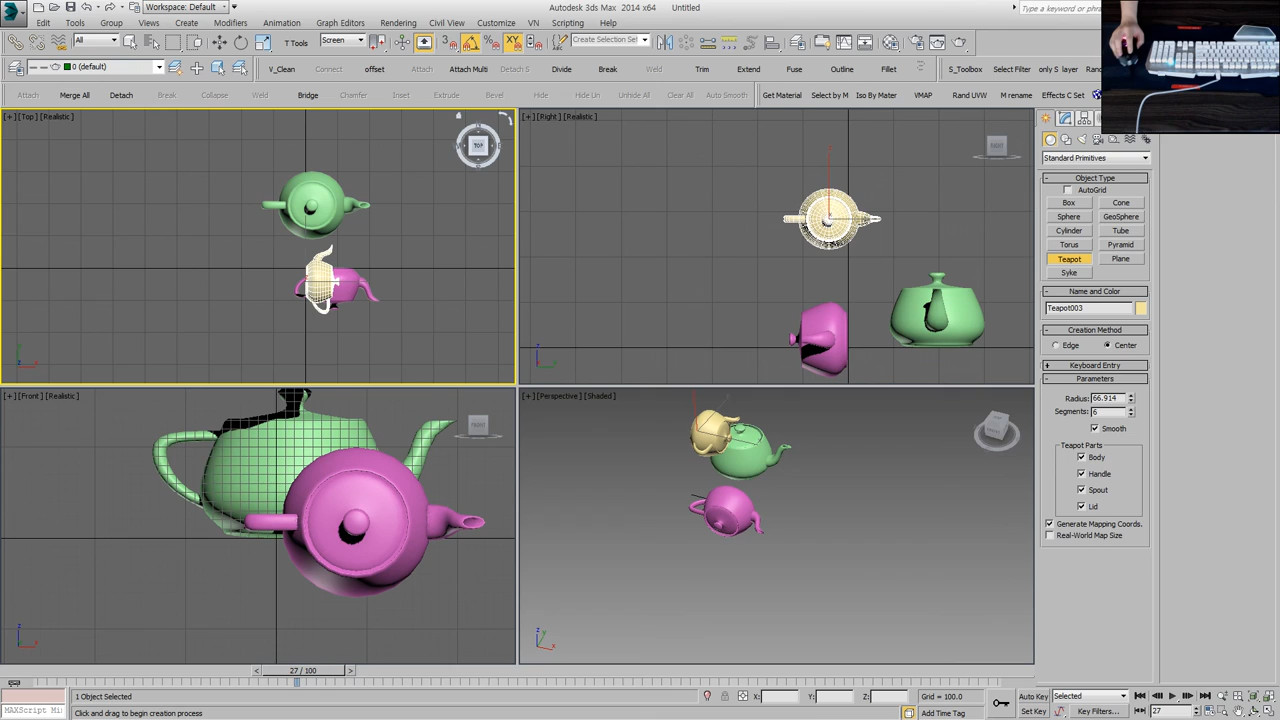 Workspace: Default
Autodesk 3ds Max 2014 x64
Untitled
Type a keyword or phrase
Edit Tools Group Views Create Modifiers Animation Graph Editors Rendering Civil View Customize VN Scripting Help
All
T Tools
Screen
Create Selection Se
0 (default)
V_Clean Connect offset Attach Attach Multi Detach S Divide Break Trim Extend Fuse Outline Fillet S_Toolbox Select Filter only S layer
Attach Merge All Detach Break Collapse Weld Insert Bridge Chamfer Extrude Hide Unhide All Clear All Auto Smooth Get Material Select by M Iso By Mater VMAP Rand UVW M rename Effects C Set
[+] [Top] [Realistic]
TOP
[+] [Right] [Realistic]
RIGHT
[+] [Front] [Realistic]
FRONT
[+] [Perspective] [Shaded]
Standard Primitives
- Object Type
AutoGrid
Box Cone
Sphere GeoSphere
Cylinder Tube
Torus Pyramid
Teapot Plane
Syke
- Name and Color
Teapot003
- Creation Method
Edge Center
+ Keyboard Entry
- Parameters
Radius: 66.914
Segments: 6
Smooth
Teapot Parts
Body
Handle
Spout
Lid
Generate Mapping Coords.
Real-World Map Size
< 27 / 100 >
1 Object Selected
X: Y: Z: Grid = 100.0
Auto Key Selected
MAXScript Mi
Click and drag to begin creation process
Add Time Tag
Set Key Key Filters... 27